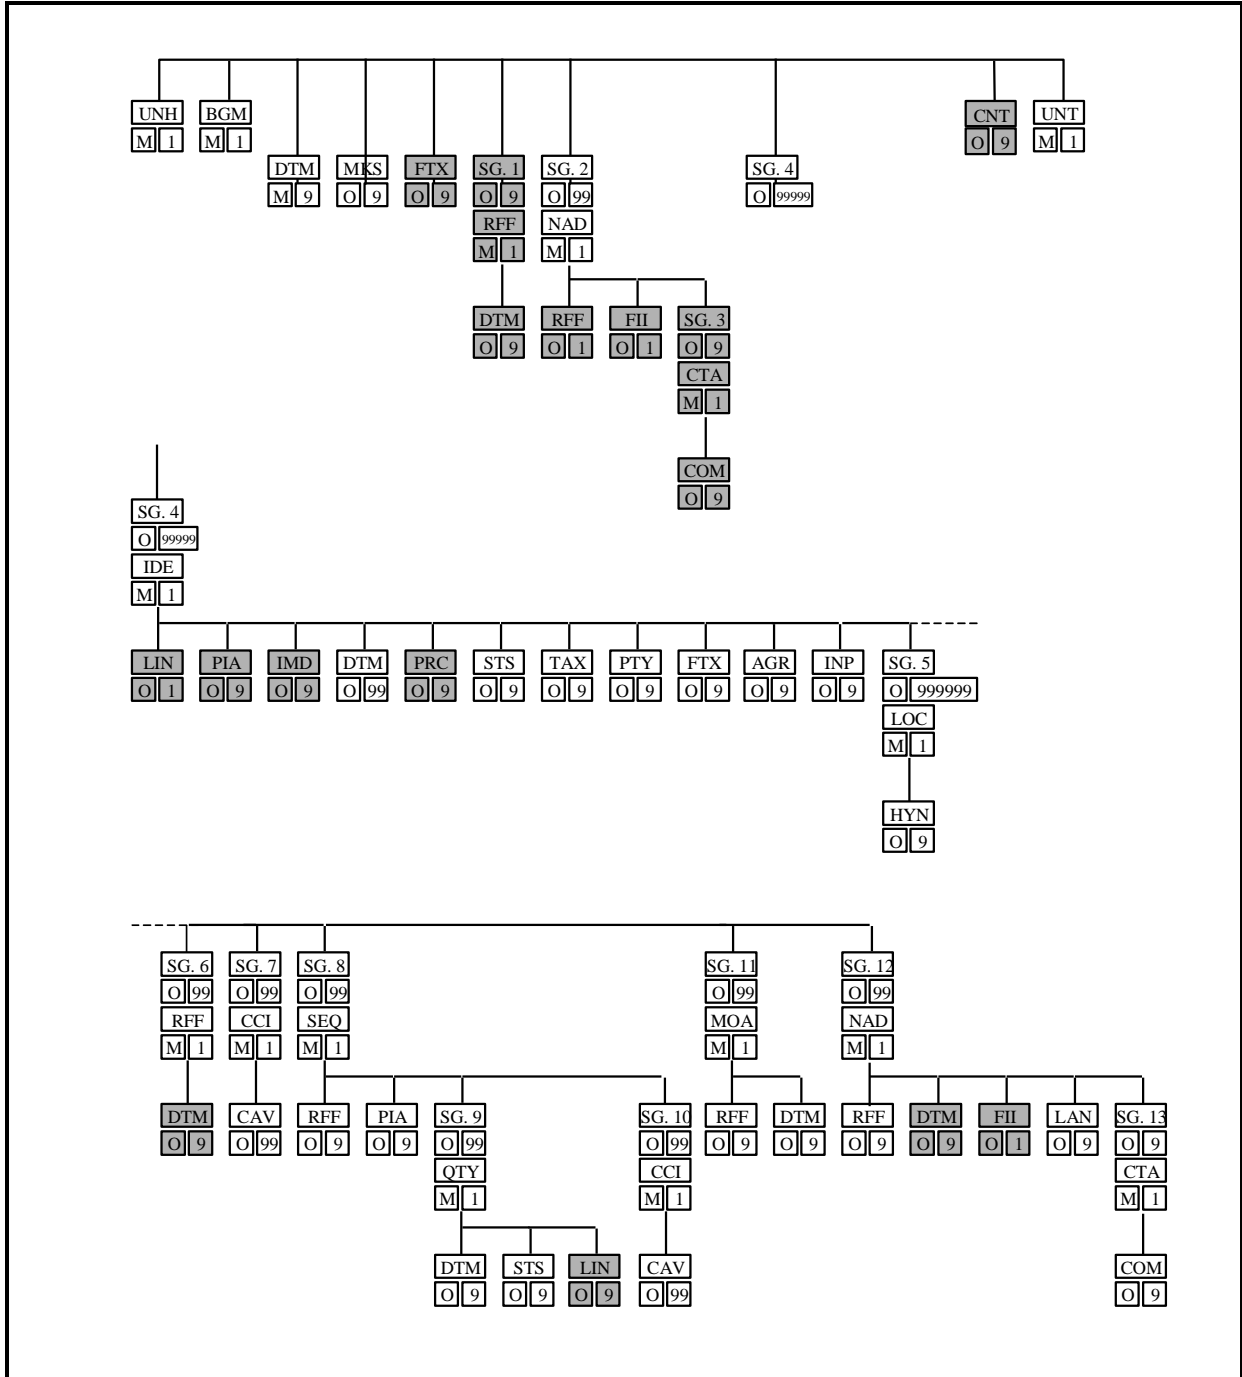 UNH BGM CNT UNT
M 1 M 1 O 9 M 1
DTM MKS FTX SG. 1 SG. 2 SG. 4
M 9 O 9 O 9 O 9 O 99 O 99999
RFF NAD
M 1 M 1
DTM RFF FII SG. 3
O 9 O 1 O 1 O 9
CTA
M 1
COM
O 9
SG. 4
O 99999
IDE
M 1
LIN PIA IMD DTM PRC STS TAX PTY FTX AGR INP SG. 5
O 1 O 9 O 9 O 99 O 9 O 9 O 9 O 9 O 9 O 9 O 9 O 999999
LOC
M 1
HYN
O 9
SG. 6 SG. 7 SG. 8 SG. 11 SG. 12
O 99 O 99 O 99 O 99 O 99
RFF CCI SEQ MOA NAD
M 1 M 1 M 1 M 1 M 1
DTM CAV RFF PIA SG. 9 SG. 10 RFF DTM RFF DTM FII LAN SG. 13
O 9 O 99 O 9 O 9 O 99 O 99 O 9 O 9 O 9 O 9 O 1 O 9 O 9
QTY CCI CTA
M 1 M 1 M 1
DTM STS LIN CAV COM
O 9 O 9 O 9 O 99 O 9